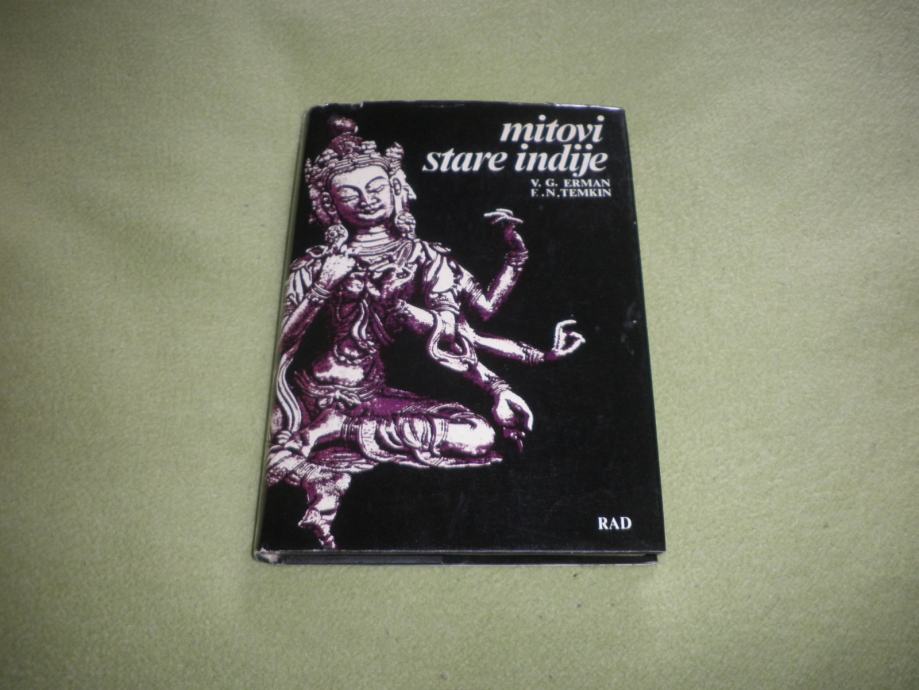 mitovi
stare indije
V. G. ERMAN
E. N. TEMKIN
RAD